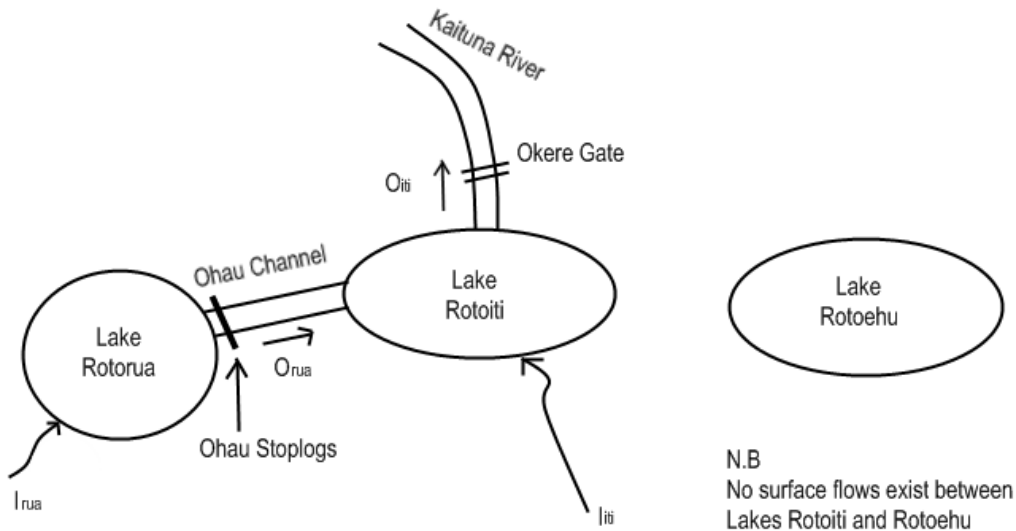 Kaituna River
Okere Gate
Oiti
Ohau Channel
Lake
Rotoiti
Lake
Rotoehu
Lake
Rotorua
Orua
Ohau Stoplogs
Irua
Iiti
N.B
No surface flows exist between
Lakes Rotoiti and Rotoehu